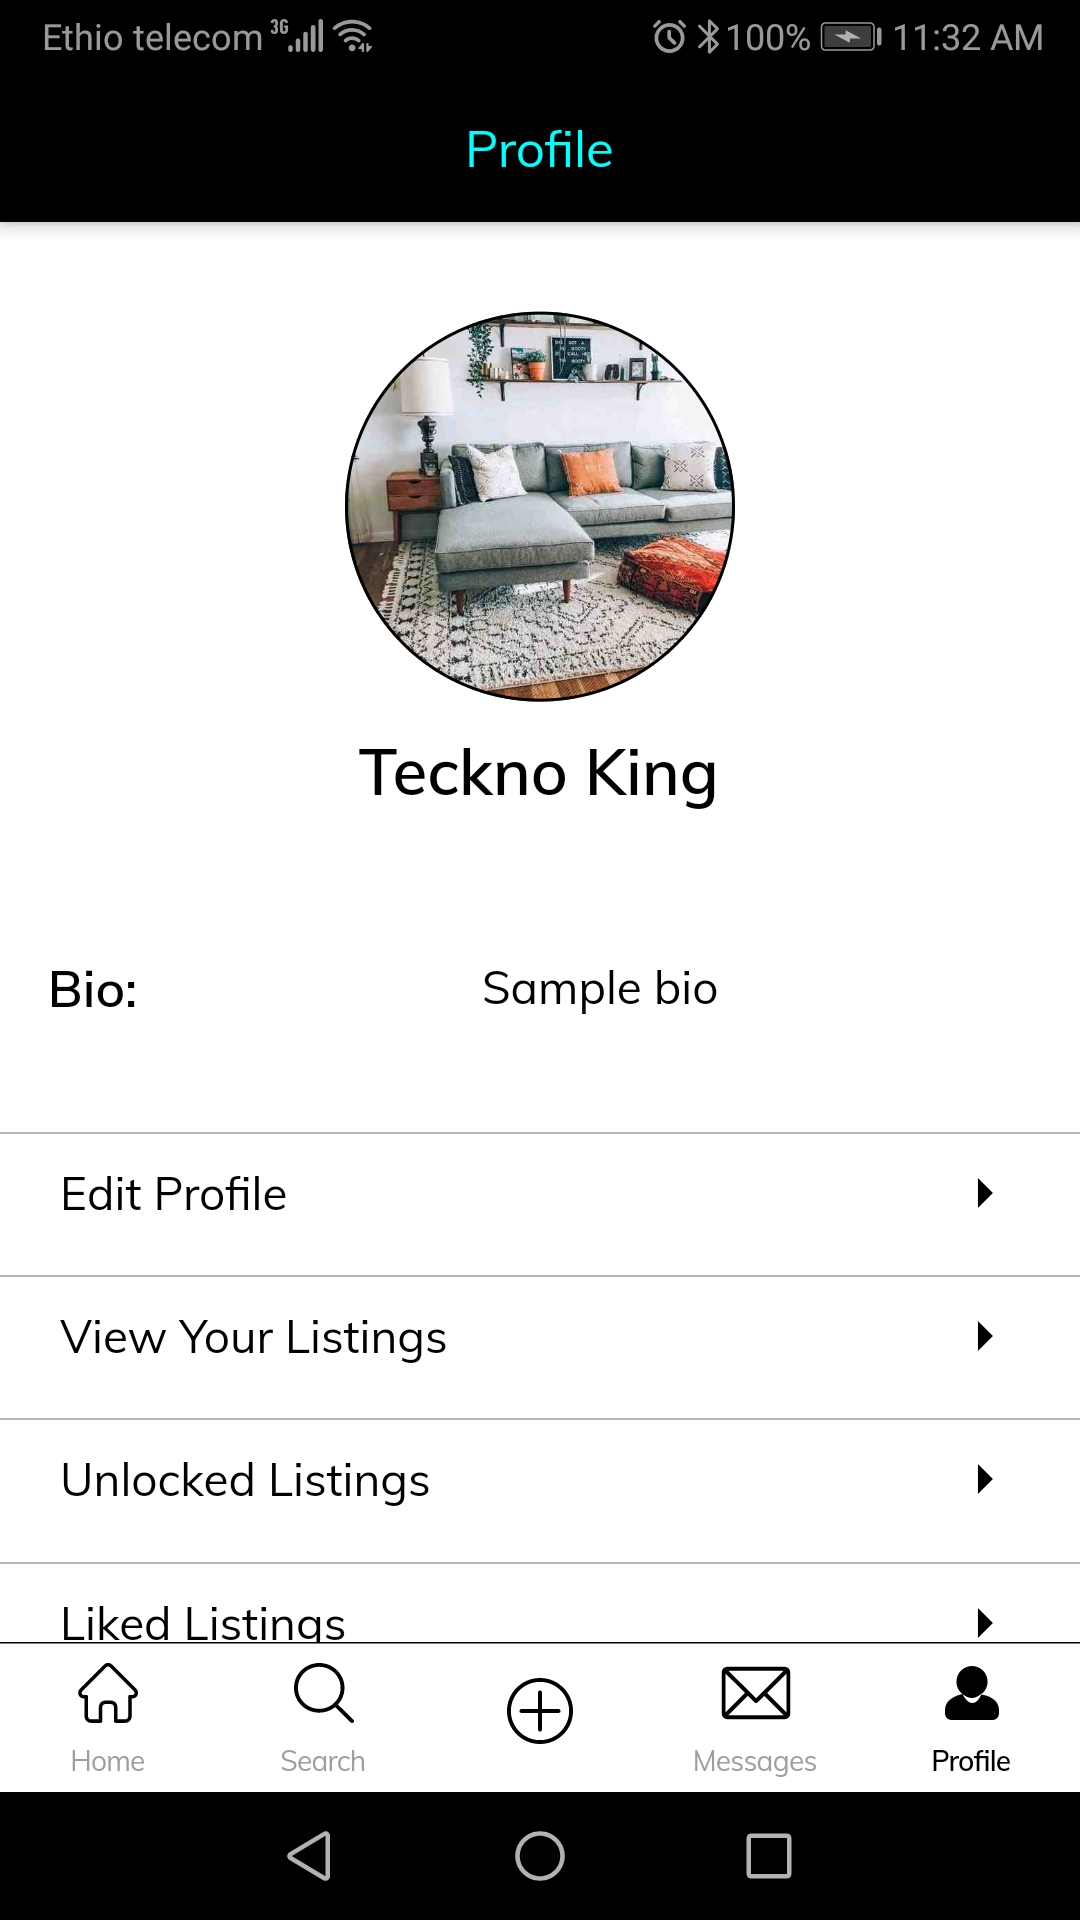 Ethio telecom 3G 100% 11:32 AM
Profile
Teckno King
Bio: Sample bio
Edit Profile
View Your Listings
Unlocked Listings
Liked Listings
Home Search Messages Profile